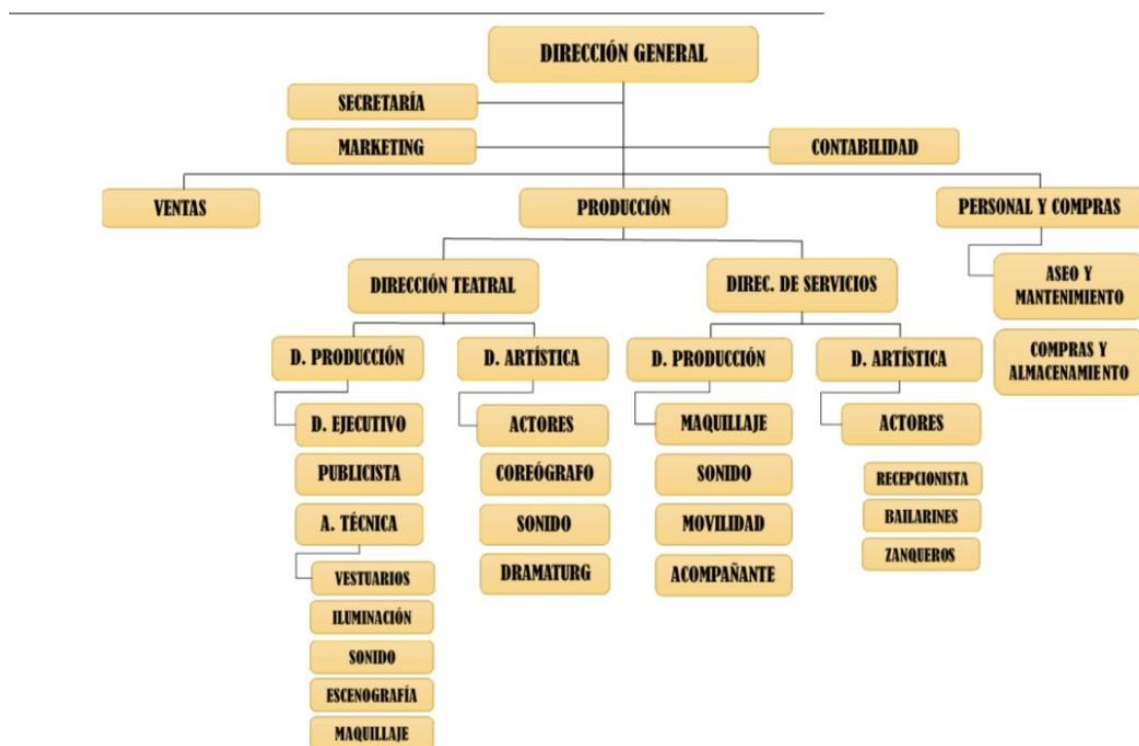 DIRECCIÓN GENERAL
SECRETARÍA
MARKETING
CONTABILIDAD
VENTAS
PRODUCCIÓN
PERSONAL Y COMPRAS
DIRECCIÓN TEATRAL
DIREC. DE SERVICIOS
ASEO Y
MANTENIMIENTO
D. PRODUCCIÓN
D. ARTÍSTICA
D. PRODUCCIÓN
D. ARTÍSTICA
COMPRAS Y
ALMACENAMIENTO
D. EJECUTIVO
ACTORES
MAQUILLAJE
ACTORES
PUBLICISTA
COREÓGRAFO
SONIDO
RECEPCIONISTA
A. TÉCNICA
SONIDO
MOVILIDAD
BAILARINES
ZANQUEROS
VESTUARIOS
DRAMATURG
ACOMPAÑANTE
ILUMINACIÓN
SONIDO
ESCENOGRAFÍA
MAQUILLAJE